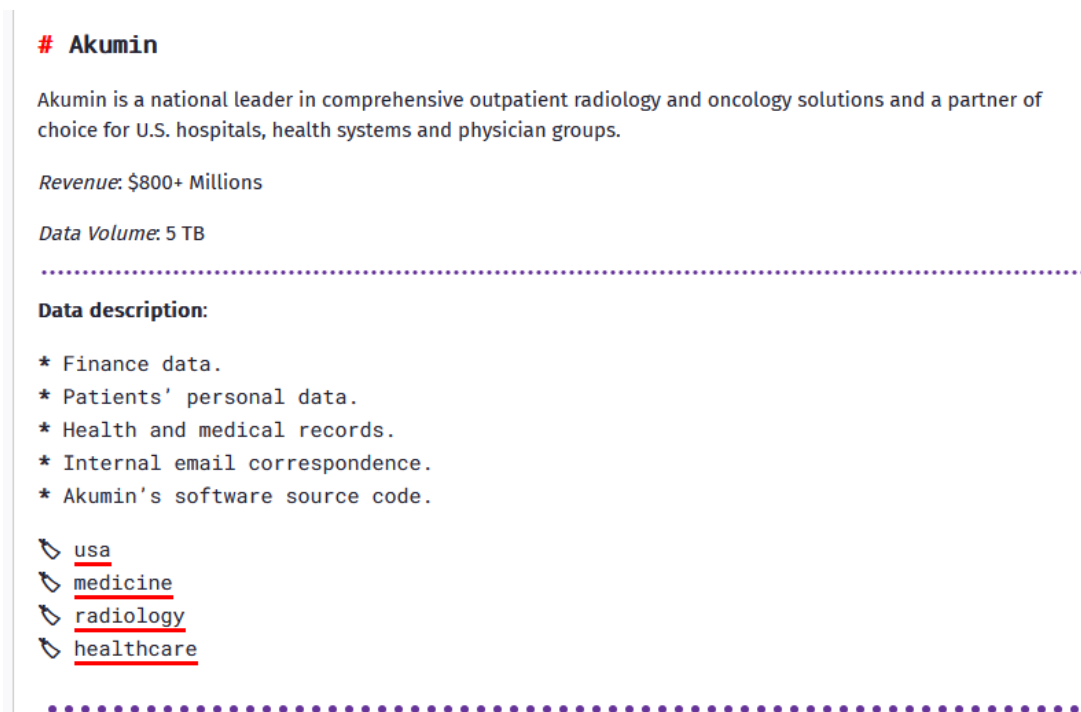 # Akumin
Akumin is a national leader in comprehensive outpatient radiology and oncology solutions and a partner of
choice for U.S. hospitals, health systems and physician groups.
Revenue: $800+ Millions
Data Volume: 5 TB
Data description:
* Finance data.
* Patients’ personal data.
* Health and medical records.
* Internal email correspondence.
* Akumin’s software source code.
usa
medicine
radiology
healthcare